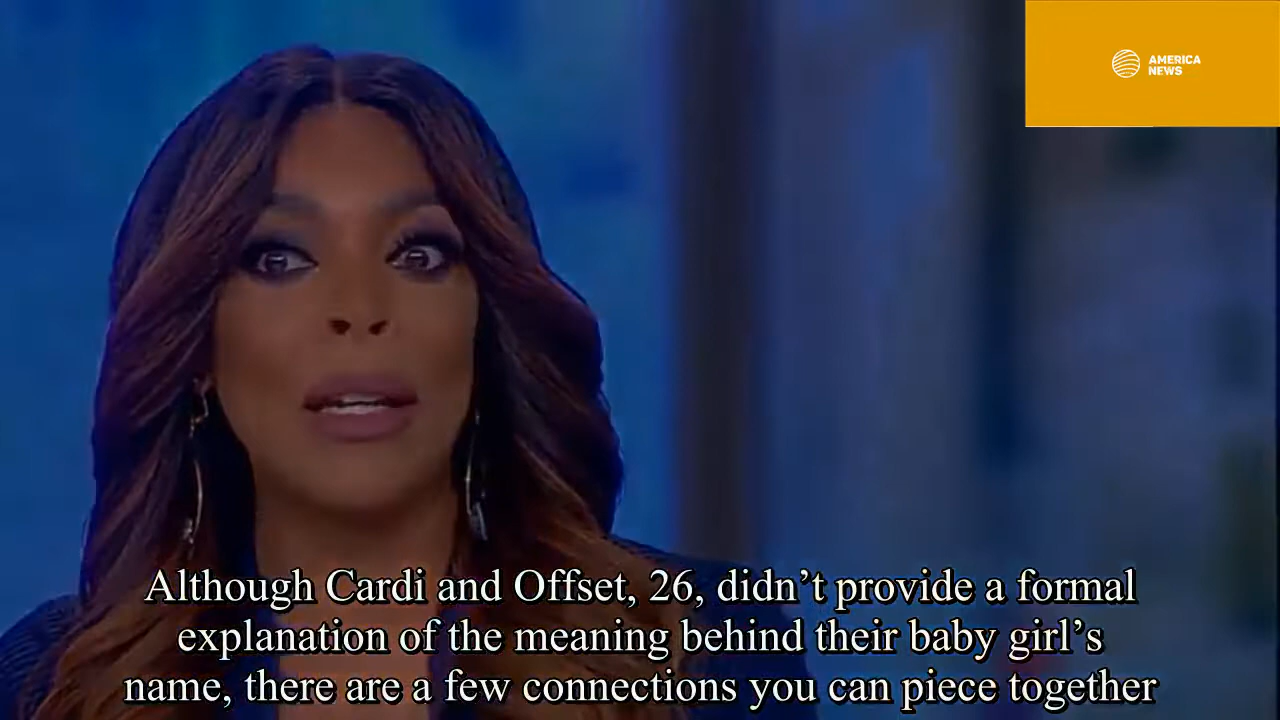 AMERICA
NEWS
Although Cardi and Offset, 26, didn’t provide a formal
explanation of the meaning behind their baby girl’s
name, there are a few connections you can piece together